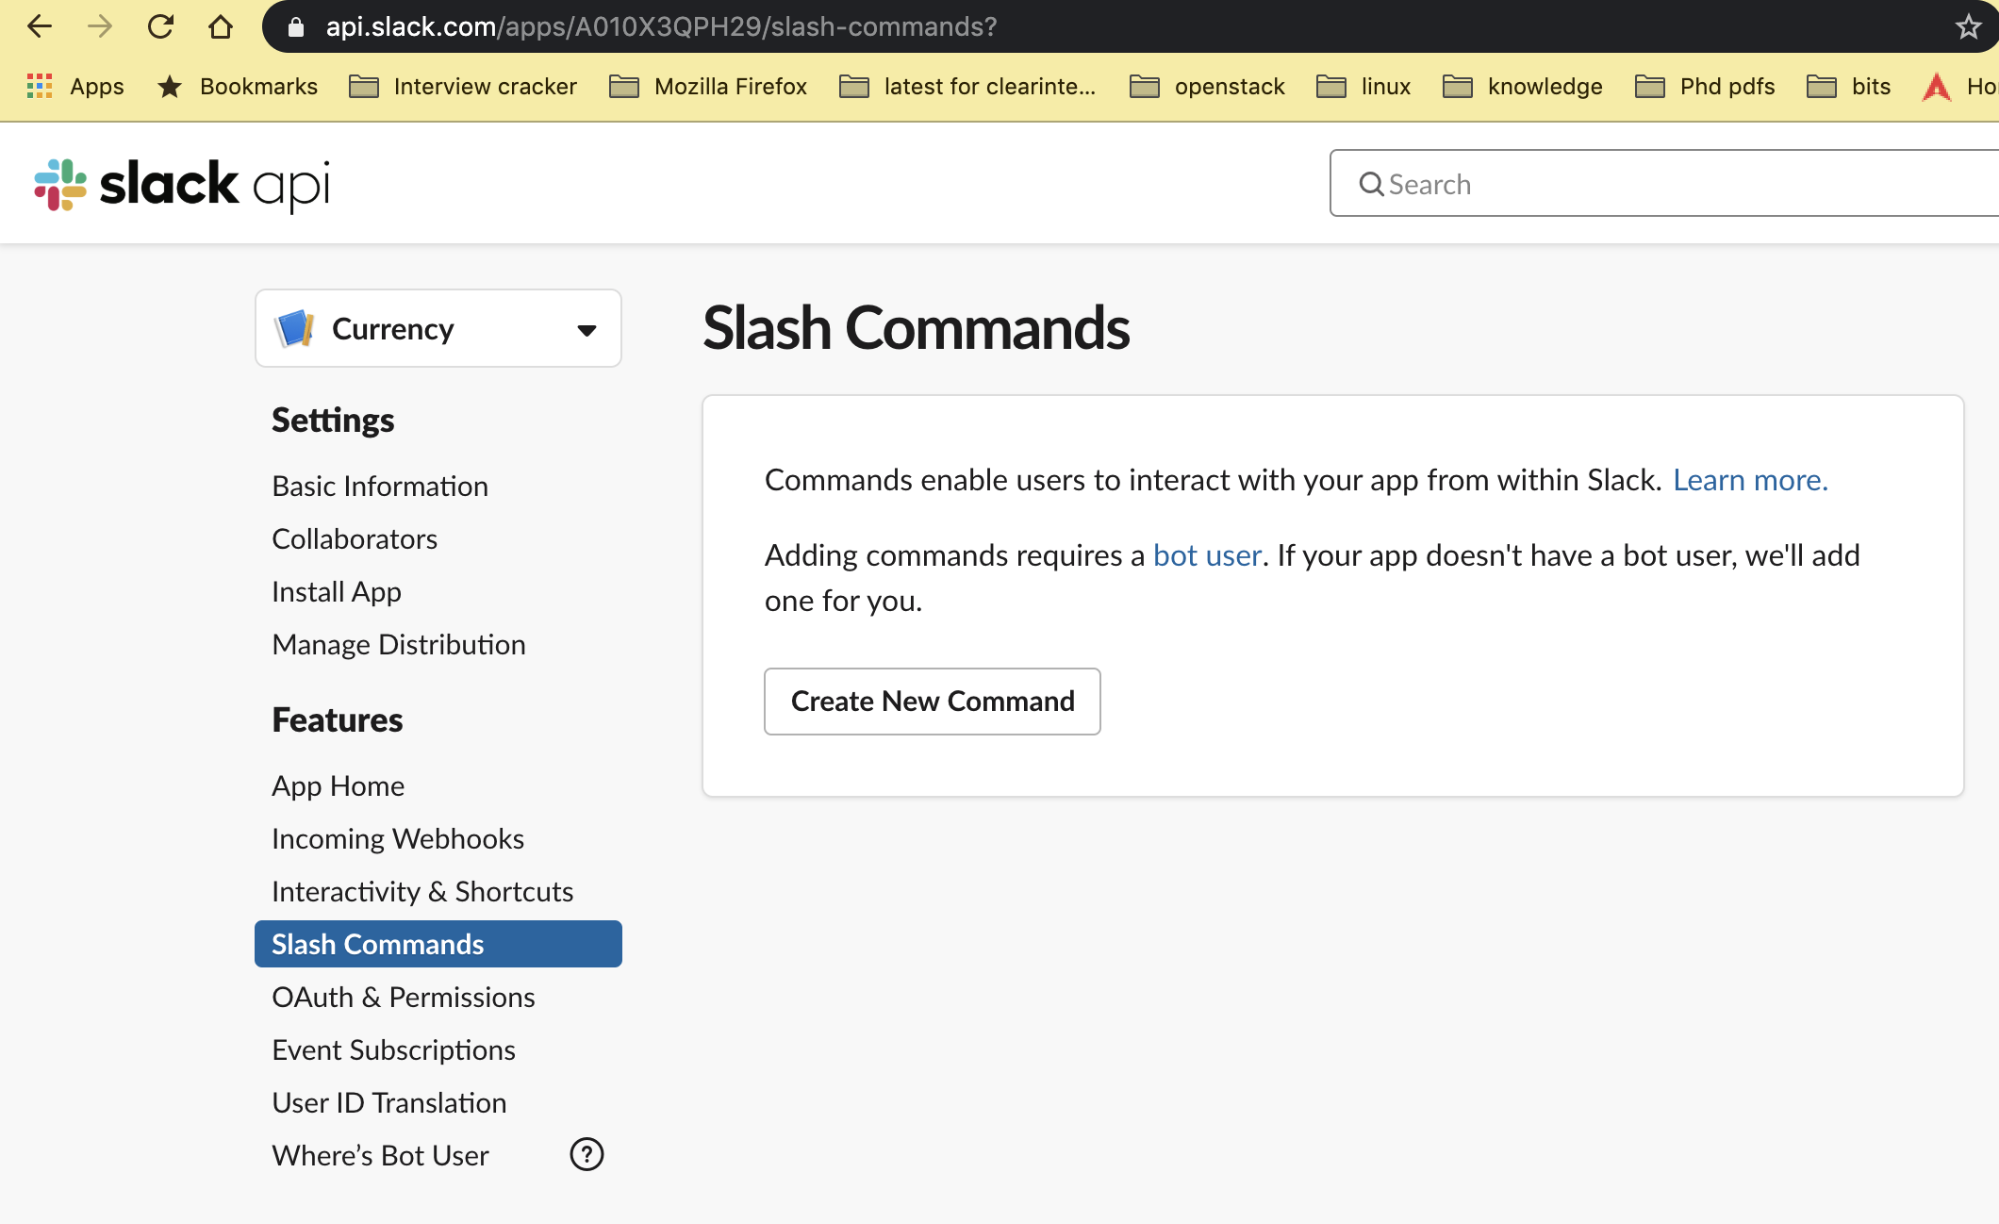 api.slack.com/apps/A010X3QPH29/slash-commands?
Apps Bookmarks Interview cracker Mozilla Firefox latest for clearinte... openstack linux knowledge Phd pdfs bits
slack api
Search
Currency
Slash Commands
Settings
Basic Information
Collaborators
Install App
Manage Distribution
Features
App Home
Incoming Webhooks
Interactivity & Shortcuts
Slash Commands
OAuth & Permissions
Event Subscriptions
User ID Translation
Where’s Bot User ?
Commands enable users to interact with your app from within Slack. Learn more.
Adding commands requires a bot user. If your app doesn't have a bot user, we'll add
one for you.
Create New Command